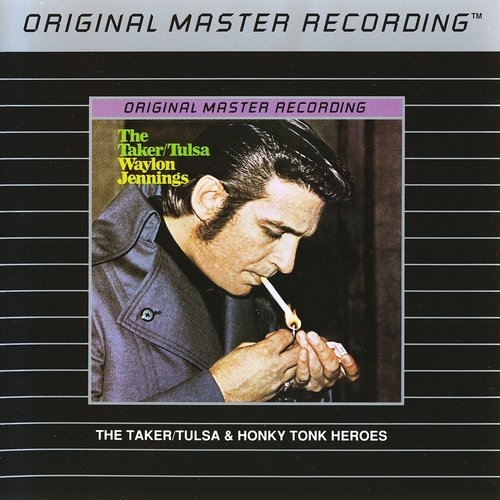 ORIGINAL MASTER RECORDING™
ORIGINAL MASTER RECORDING
The
Taker/Tulsa
Waylon
Jennings
THE TAKER/TULSA & HONKY TONK HEROES